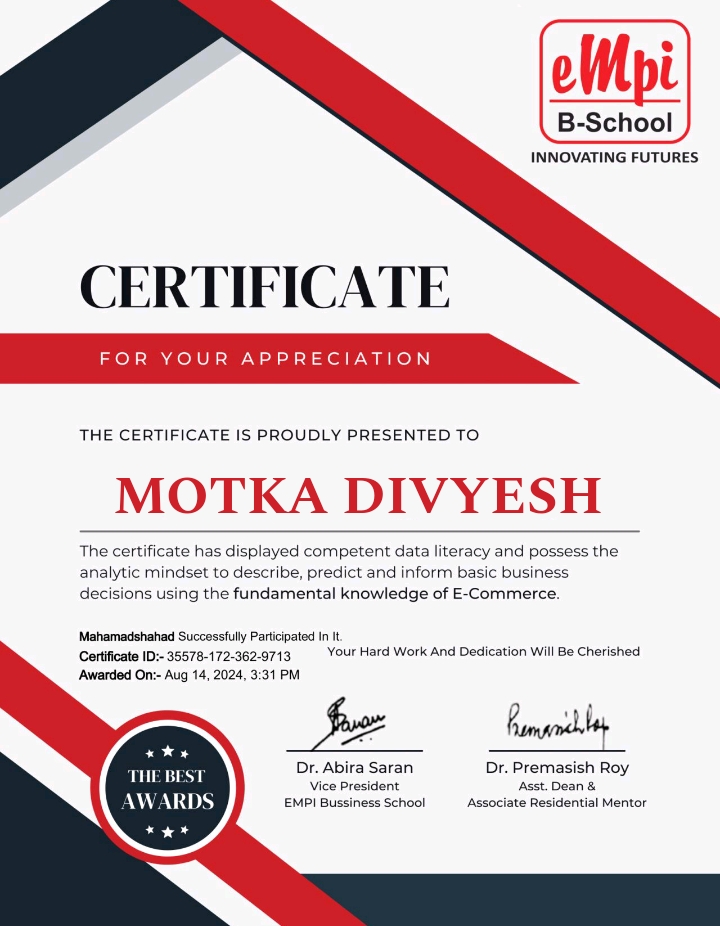 eMpi
B-School
INNOVATING FUTURES
CERTIFICATE
FOR YOUR APPRECIATION
THE CERTIFICATE IS PROUDLY PRESENTED TO
MOTKA DIVYESH
The certificate has displayed competent data literacy and possess the
analytic mindset to describe, predict and inform basic business
decisions using the fundamental knowledge of E-Commerce.
Mahamadshahad Successfully Participated In It.
Certificate ID:- 35578-172-362-9713
Your Hard Work And Dedication Will Be Cherished
Awarded On:- Aug 14, 2024, 3:31 PM
THE BEST
AWARDS
Dr. Abira Saran
Vice President
EMPI Bussiness School
Premasish Roy
Dr. Premasish Roy
Asst. Dean &
Associate Residential Mentor